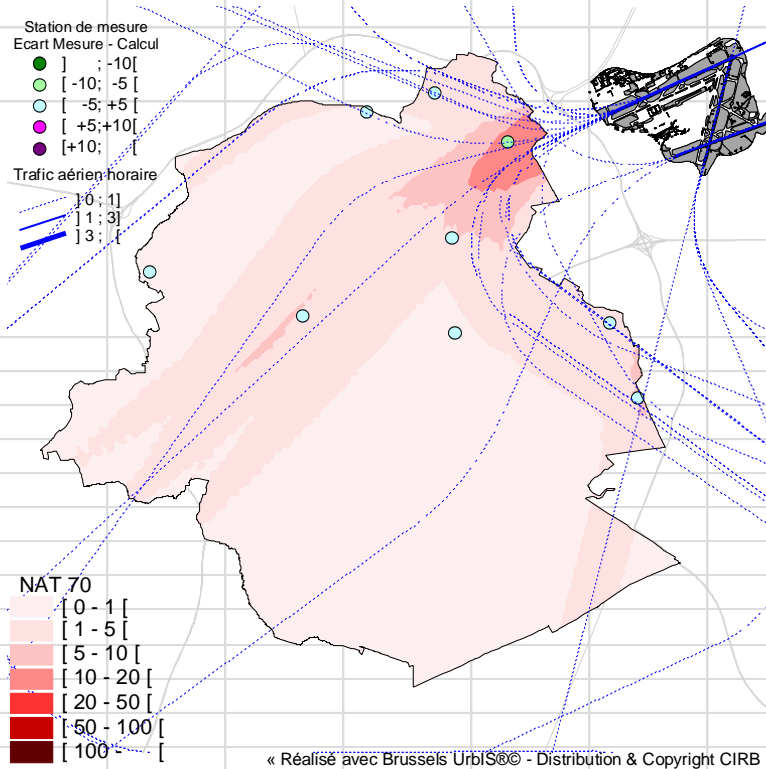 Station de mesure
Ecart Mesure - Calcul
] ; -10[
[ -10; -5 [
[ -5; +5 [
[ +5;+10[
[+10; [
Trafic aérien horaire
] 0 ; 1]
] 1 ; 3]
] 3 ; [
NAT 70
[ 0 - 1 [
[ 1 - 5 [
[ 5 - 10 [
[ 10 - 20 [
[ 20 - 50 [
[ 50 - 100 [
[ 100 - [
« Réalisé avec Brussels UrbIS®© - Distribution & Copyright CIRB